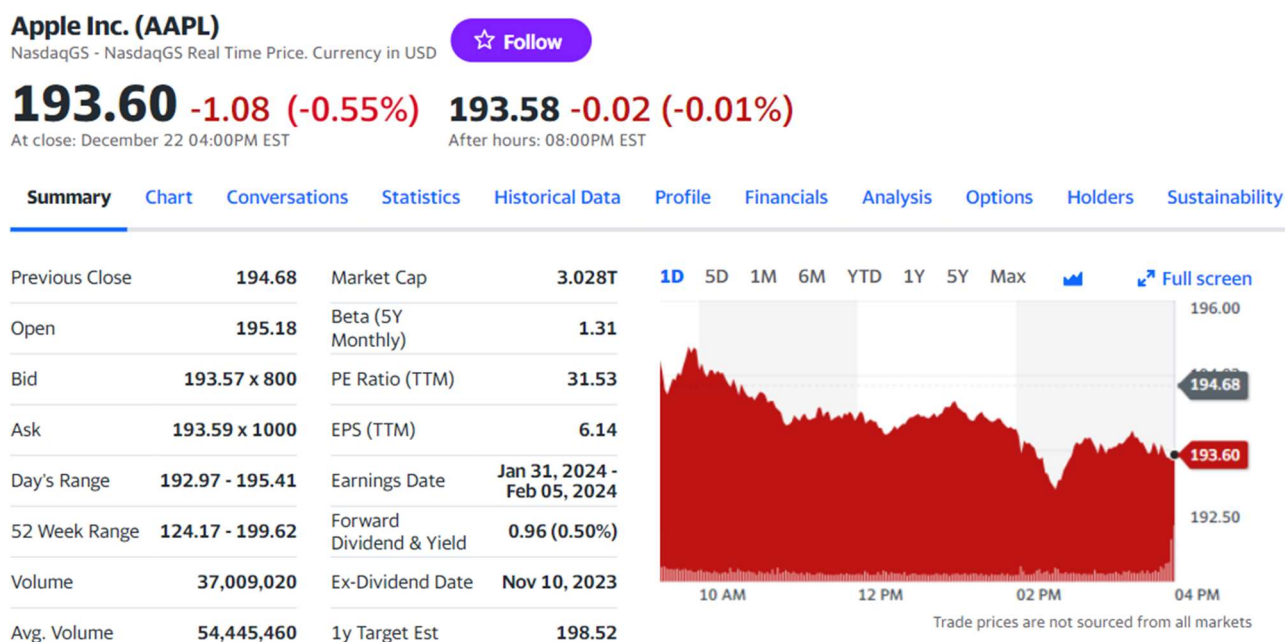 Apple Inc. (AAPL)
NasdaqGS - NasdaqGS Real Time Price. Currency in USD
Follow
193.60 -1.08 (-0.55%)
At close: December 22 04:00PM EST
193.58 -0.02 (-0.01%)
After hours: 08:00PM EST
Summary Chart Conversations Statistics Historical Data Profile Financials Analysis Options Holders Sustainability
Previous Close 194.68
Open 195.18
Bid 193.57 x 800
Ask 193.59 x 1000
Day's Range 192.97 - 195.41
52 Week Range 124.17 - 199.62
Volume 37,009,020
Avg. Volume 54,445,460
Market Cap 3.028T
Beta (5Y
Monthly) 1.31
PE Ratio (TTM) 31.53
EPS (TTM) 6.14
Earnings Date Jan 31, 2024 -
Feb 05, 2024
Forward
Dividend & Yield 0.96 (0.50%)
Ex-Dividend Date Nov 10, 2023
1y Target Est 198.52
1D 5D 1M 6M YTD 1Y 5Y Max Full screen
196.00
194.68
193.60
192.50
10 AM 12 PM 02 PM 04 PM
Trade prices are not sourced from all markets